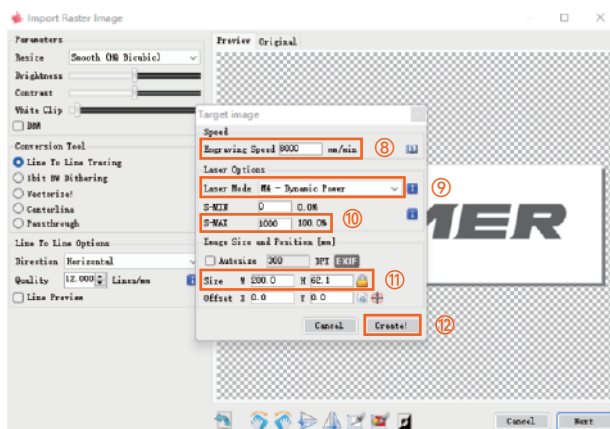 Import Raster Image
Parameters
Resize Smooth (HQ Bicubic)
Brightness
Contrast
White Clip
B&W
Conversion Tool
Line To Line Tracing
1bit BW Dithering
Vectorize!
Centerline
Passthrough
Line To Line Options
Direction Horizontal
Quality 12.000 Lines/mm
Line Preview
Preview Original
Target image
Speed
Engraving Speed 8000 mm/min ⑧
Laser Options
Laser Mode M4 - Dynamic Power ⑨
S-MIN 0 0.0%
S-MAX 1000 100.0% ⑩
Image Size and Position [mm]
Autosize 300 DPI EXIF
Size W 200.0 H 62.1 ⑪
Offset X 0.0 Y 0.0
Cancel Create! ⑫
MER
Cancel Next